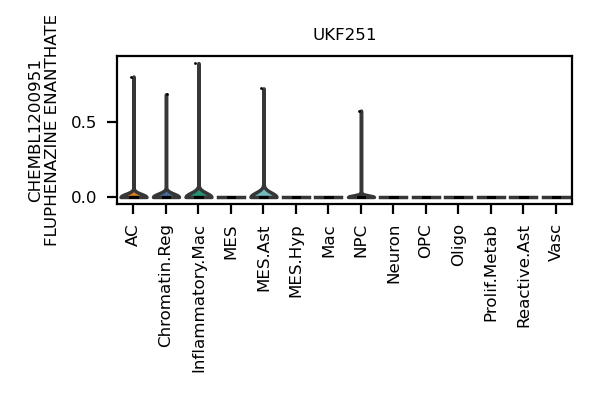 UKF251
CHEMBL1200951
FLUPHENAZINE ENANTHATE
0.5
0.0
AC
Chromatin.Reg
Inflammatory.Mac
MES
MES.Ast
MES.Hyp
Mac
NPC
Neuron
OPC
Oligo
Prolif.Metab
Reactive.Ast
Vasc